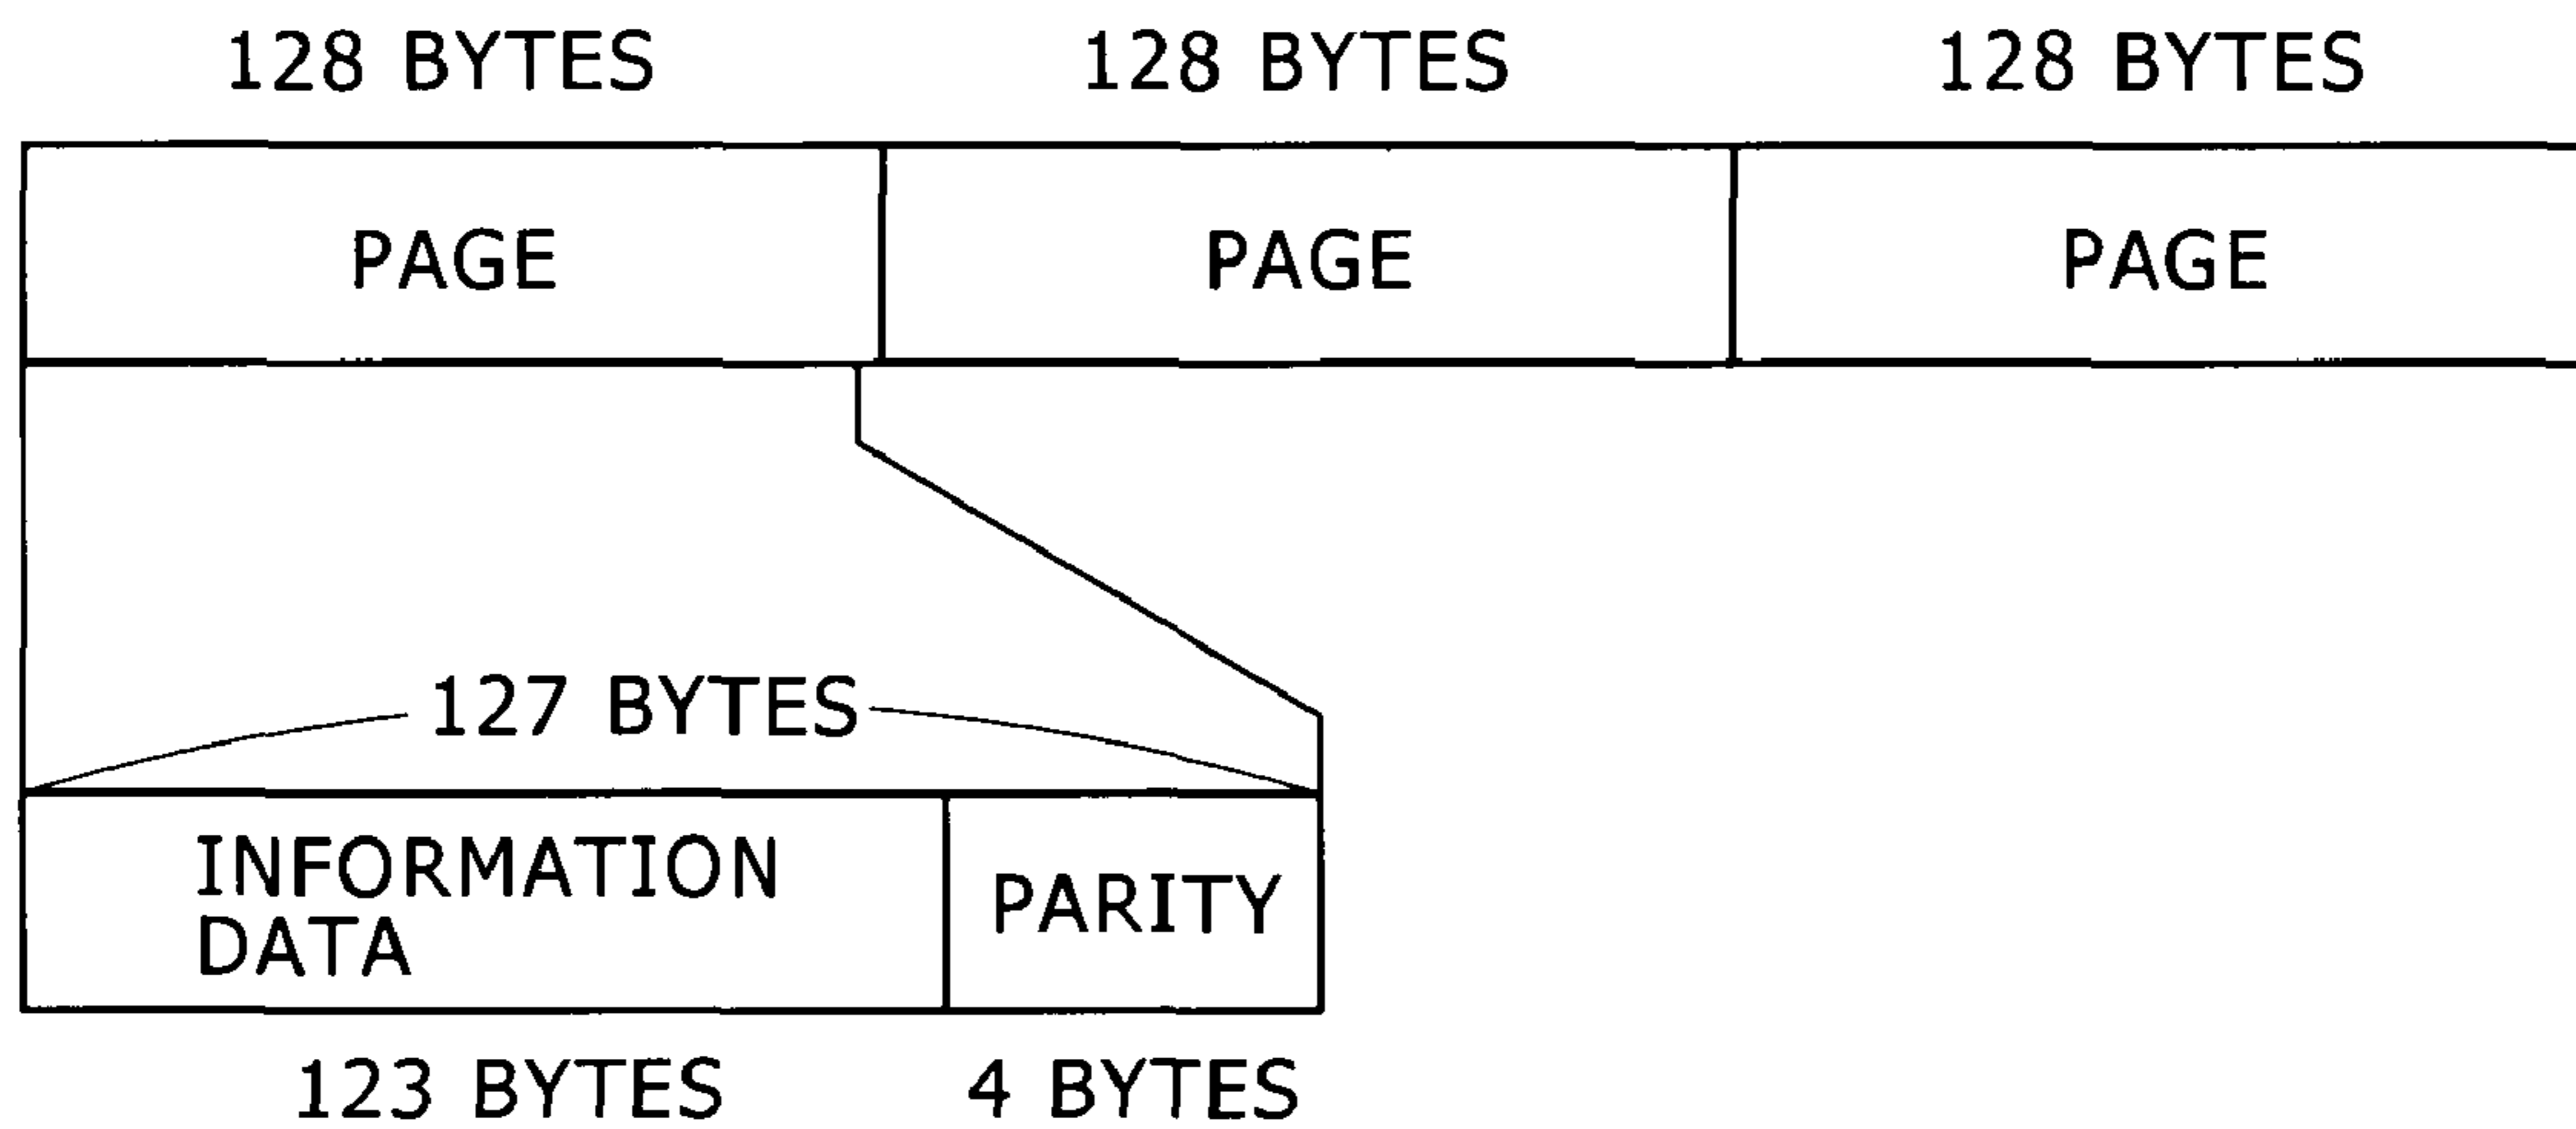 128 BYTES 128 BYTES 128 BYTES
PAGE PAGE PAGE
127 BYTES
INFORMATION
DATA
PARITY
123 BYTES 4 BYTES